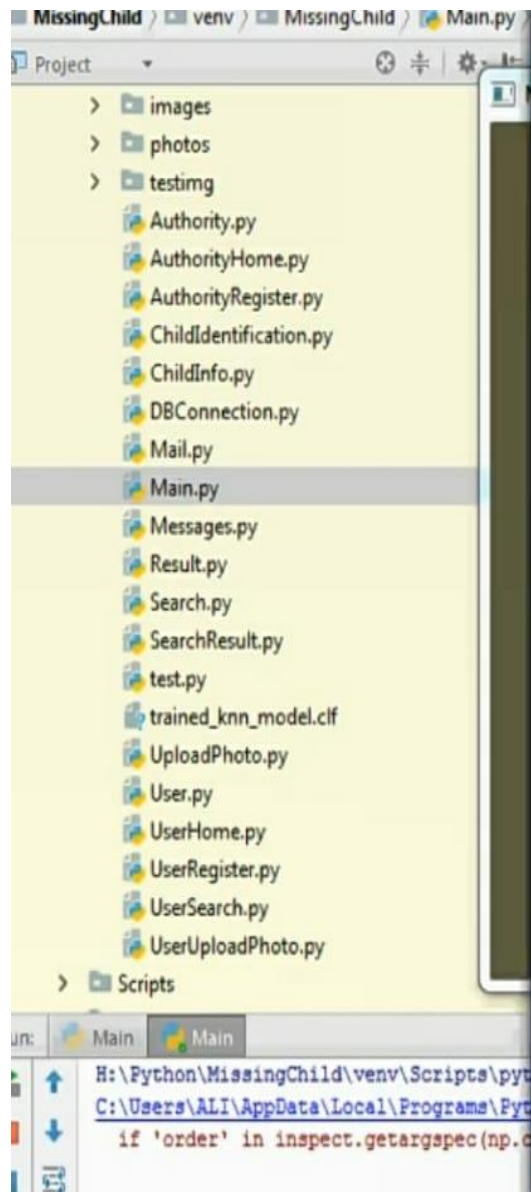 MissingChild 〉 venv 〉 MissingChild 〉 Main.py
Project
images
photos
testimg
Authority.py
AuthorityHome.py
AuthorityRegister.py
ChildIdentification.py
ChildInfo.py
DBConnection.py
Mail.py
Main.py
Messages.py
Result.py
Search.py
SearchResult.py
test.py
trained_knn_model.clf
UploadPhoto.py
User.py
UserHome.py
UserRegister.py
UserSearch.py
UserUploadPhoto.py
Scripts
un: Main Main
H:\Python\MissingChild\venv\Scripts\pyt
C:\Users\ALI\AppData\Local\Programs\Pyt
if 'order' in inspect.getargspec(np.c